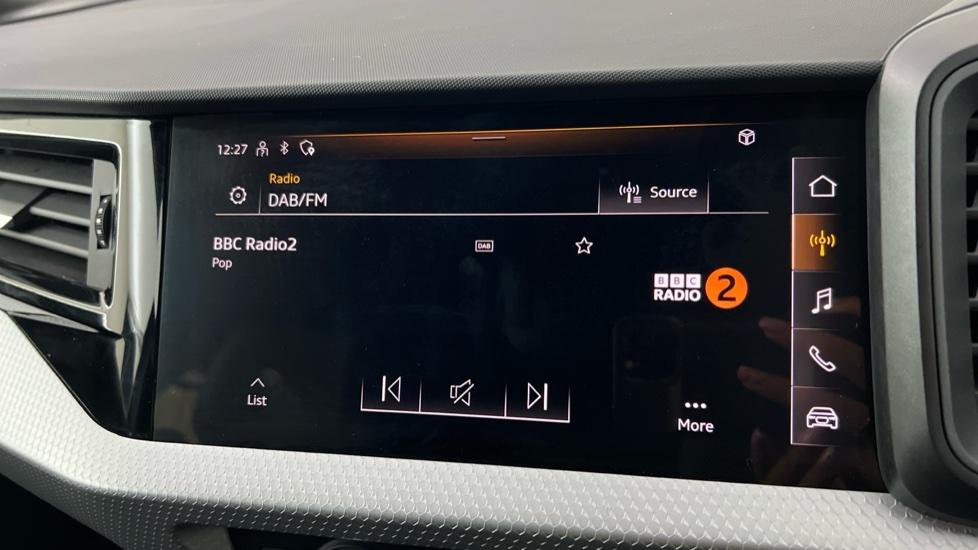 12:27
Radio
DAB/FM
Source
BBC Radio2
DAB
Pop
BBC
RADIO 2
List
More